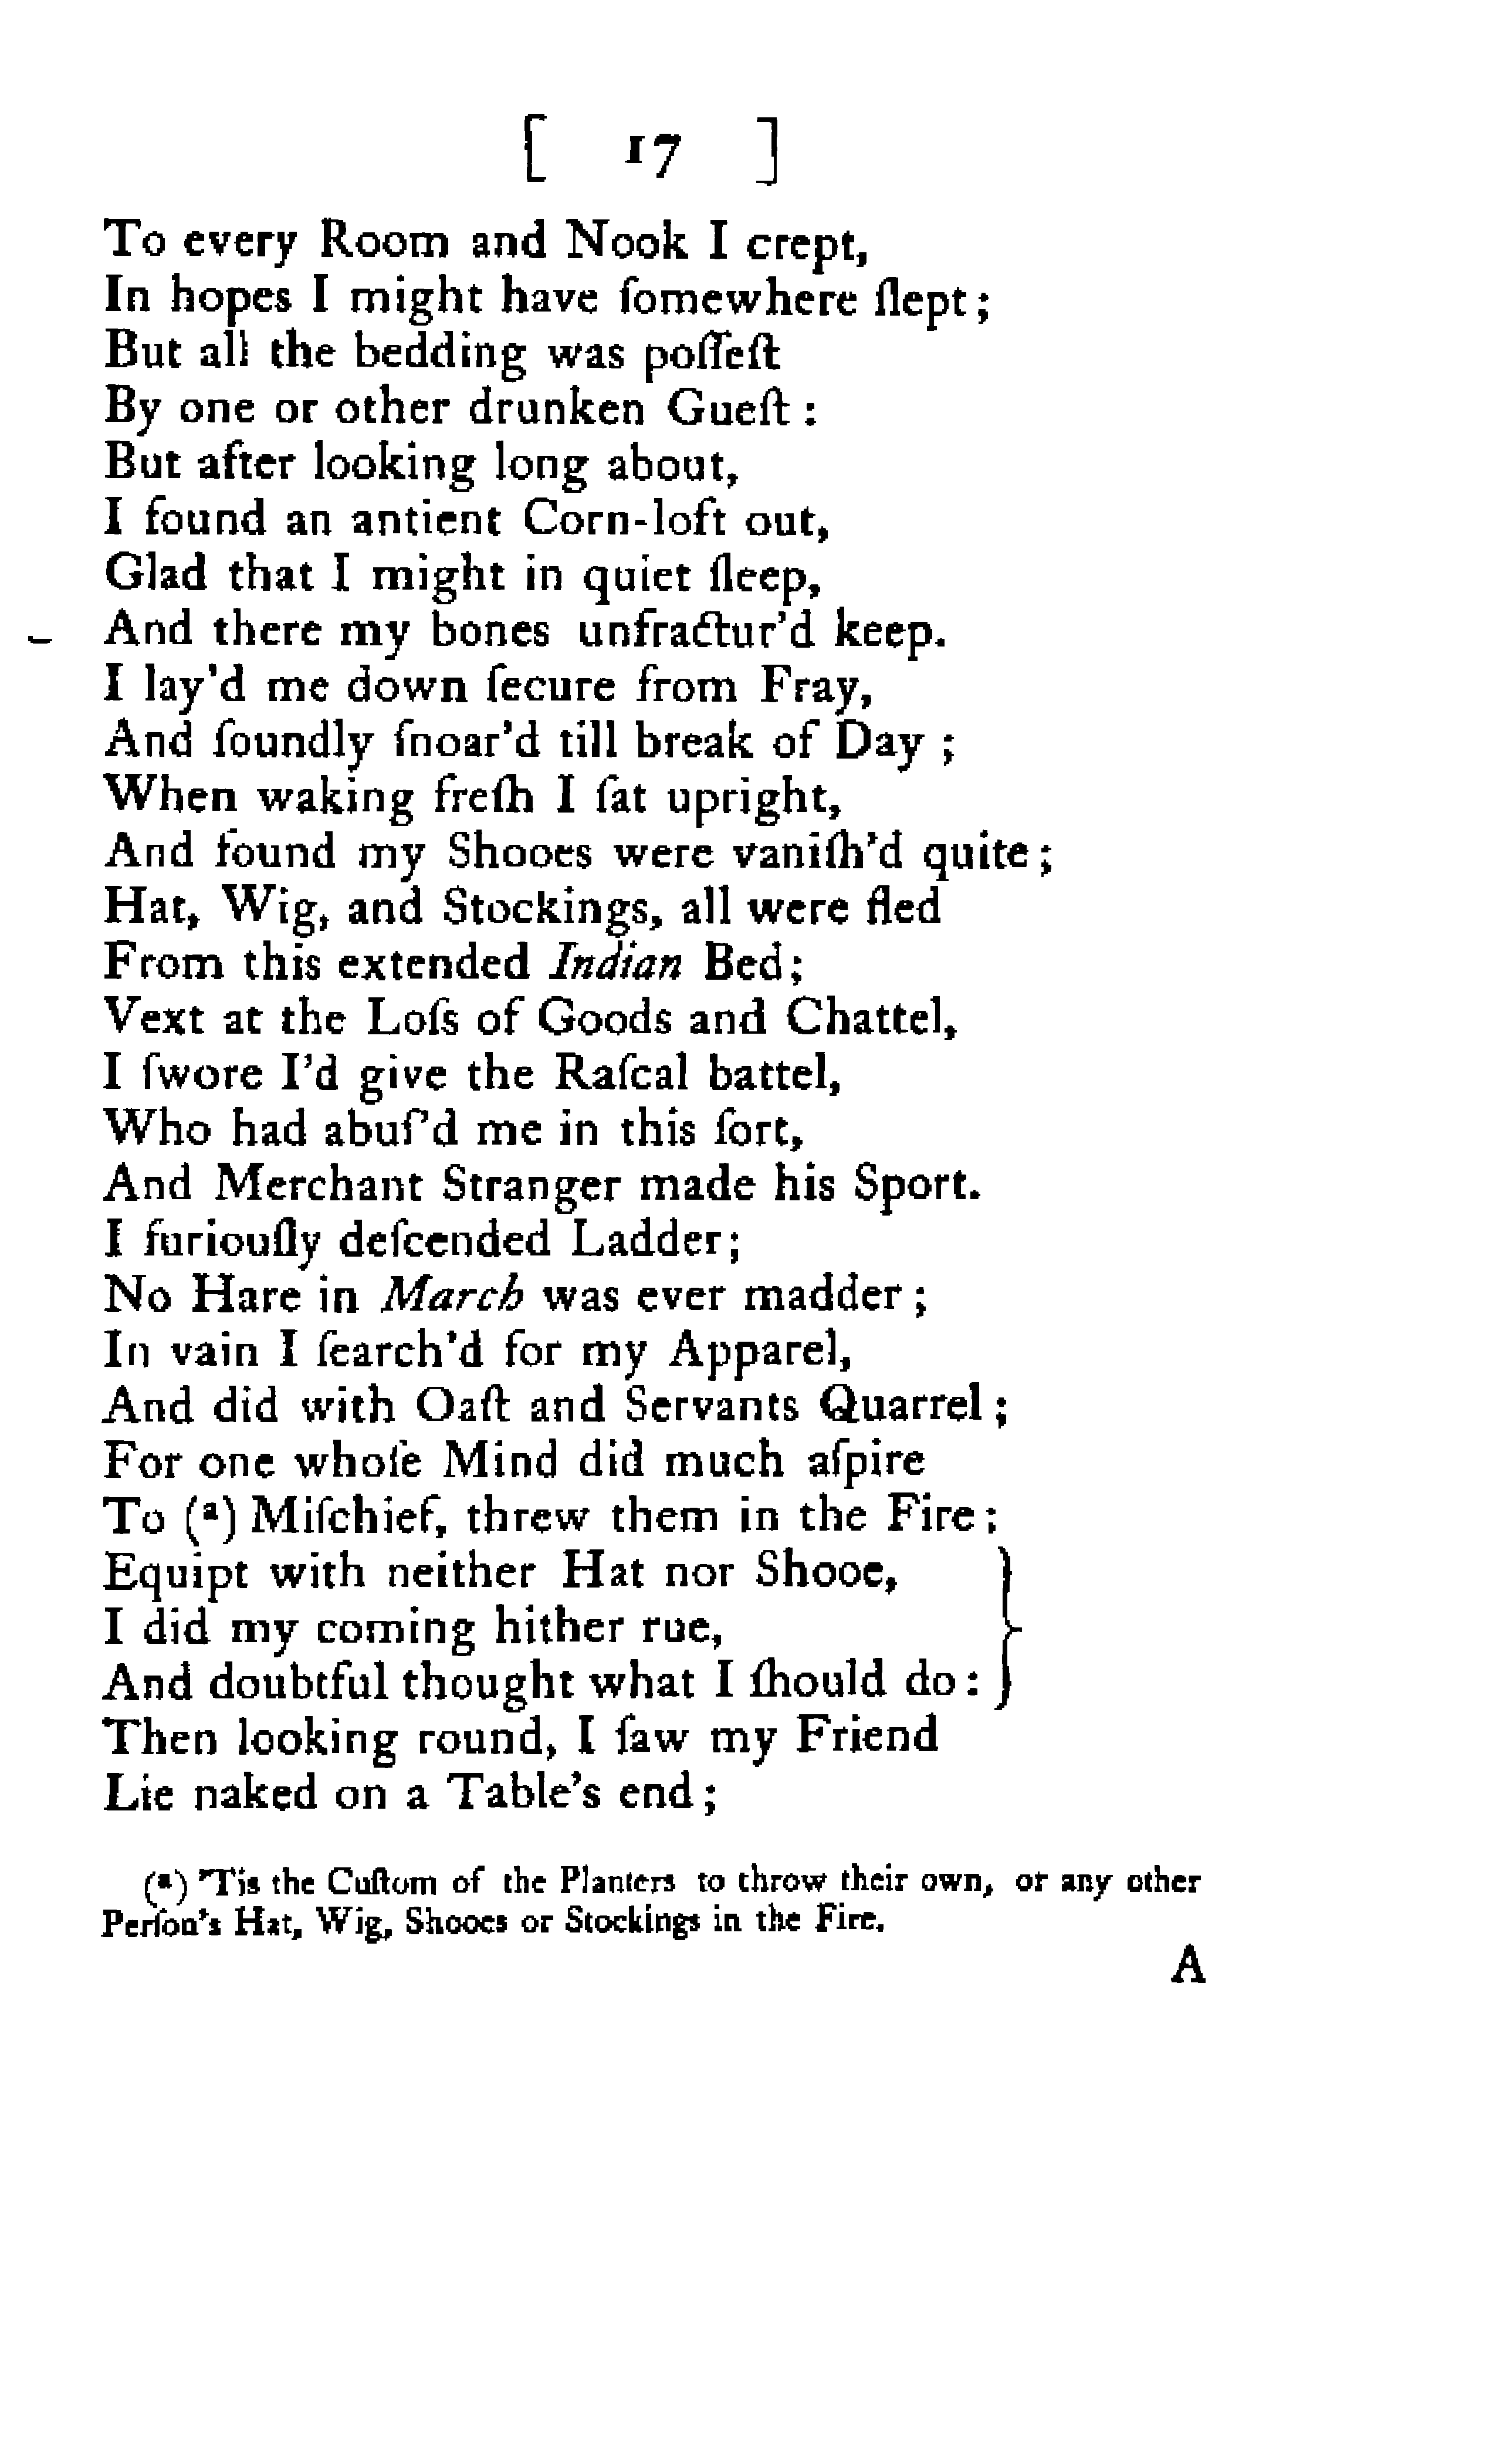 [ 17 ]
To every Room and Nook I crept,
In hopes I might have ſomewhere ſlept;
But all the bedding was poſſeſt
By one or other drunken Gueſt :
But after looking long about,
I found an antient Corn-loft out,
Glad that I might in quiet ſleep,
And there my bones unfractur'd keep.
I lay'd me down ſecure from Fray,
And ſoundly ſnoar'd till break of Day ;
When waking freſh I ſat upright,
And found my Shooes were vaniſh'd quite ;
Hat, Wig, and Stockings, all were fled
From this extended Indian Bed;
Vext at the Loſs of Goods and Chattel,
I ſwore I'd give the Raſcal battel,
Who had abuſ'd me in this ſort,
And Merchant Stranger made his Sport.
I furiouſly deſcended Ladder;
No Hare in March was ever madder ;
In vain I ſearch'd for my Apparel,
And did with Oaſt and Servants Quarrel ;
For one whoſe Mind did much aſpire
To (a) Miſchief, threw them in the Fire ;
Equipt with neither Hat nor Shooe,
I did my coming hither rue,
And doubtful thought what I ſhould do :
Then looking round, I ſaw my Friend
Lie naked on a Table's end ;
(a) 'Tis the Cuſtom of the Planters to throw their own, or any other
Perſon's Hat, Wig, Shooes or Stockings in the Fire.
A